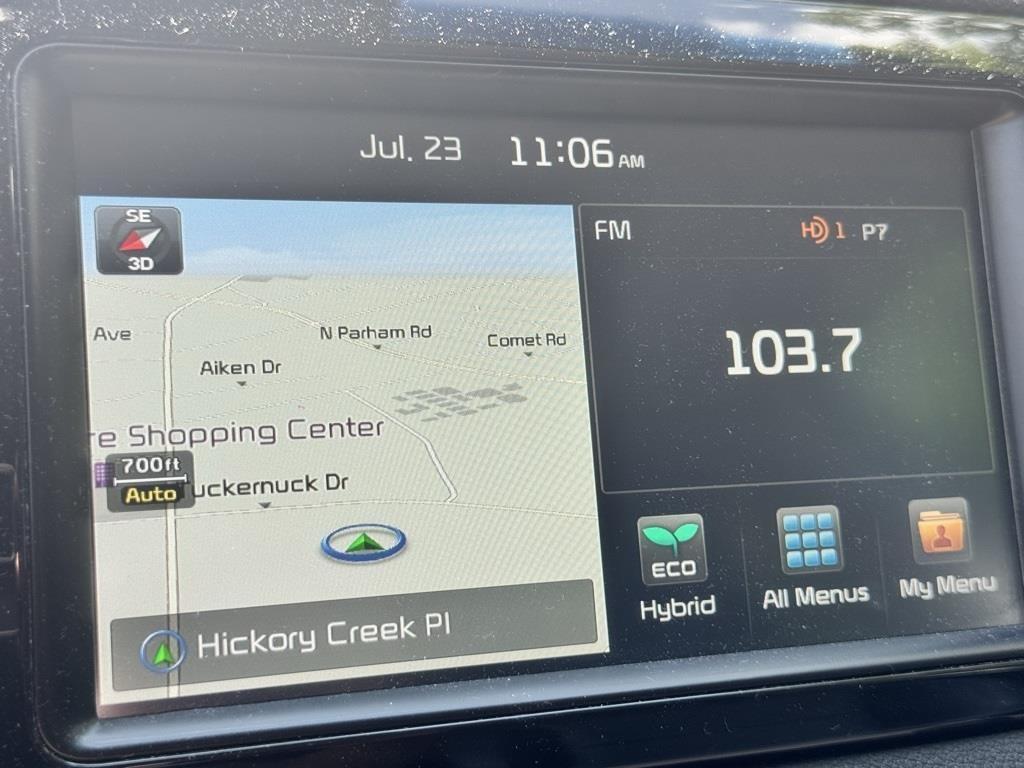 Jul. 23 11:06 AM
SE
3D
FM HD 1 P7
103.7
Ave
N Parham Rd
Comet Rd
Aiken Dr
re Shopping Center
700ft
Auto
uckernuck Dr
Hickory Creek Pl
ECO
Hybrid
All Menus
My Menu